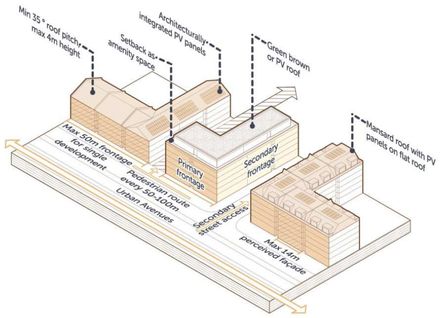 Min 35° roof pitch,
max 4m height
Setback as
amenity space
Architecturally
integrated PV panels
Green brown
or PV roof
Mansard roof with PV
panels on flat roof
Max 50m frontage
for single
development
Pedestrian route
every 50-100m
Urban Avenues
Primary
frontage
Secondary
frontage
Secondary
street access
Max 14m
perceived façade